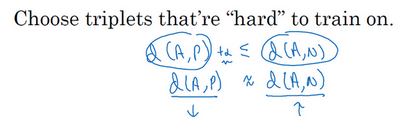 Choose triplets that’re “hard” to train on.
d(A,P) + α ≤ d(A,N)
d(A,P) ≈ d(A,N)
↓ ↑